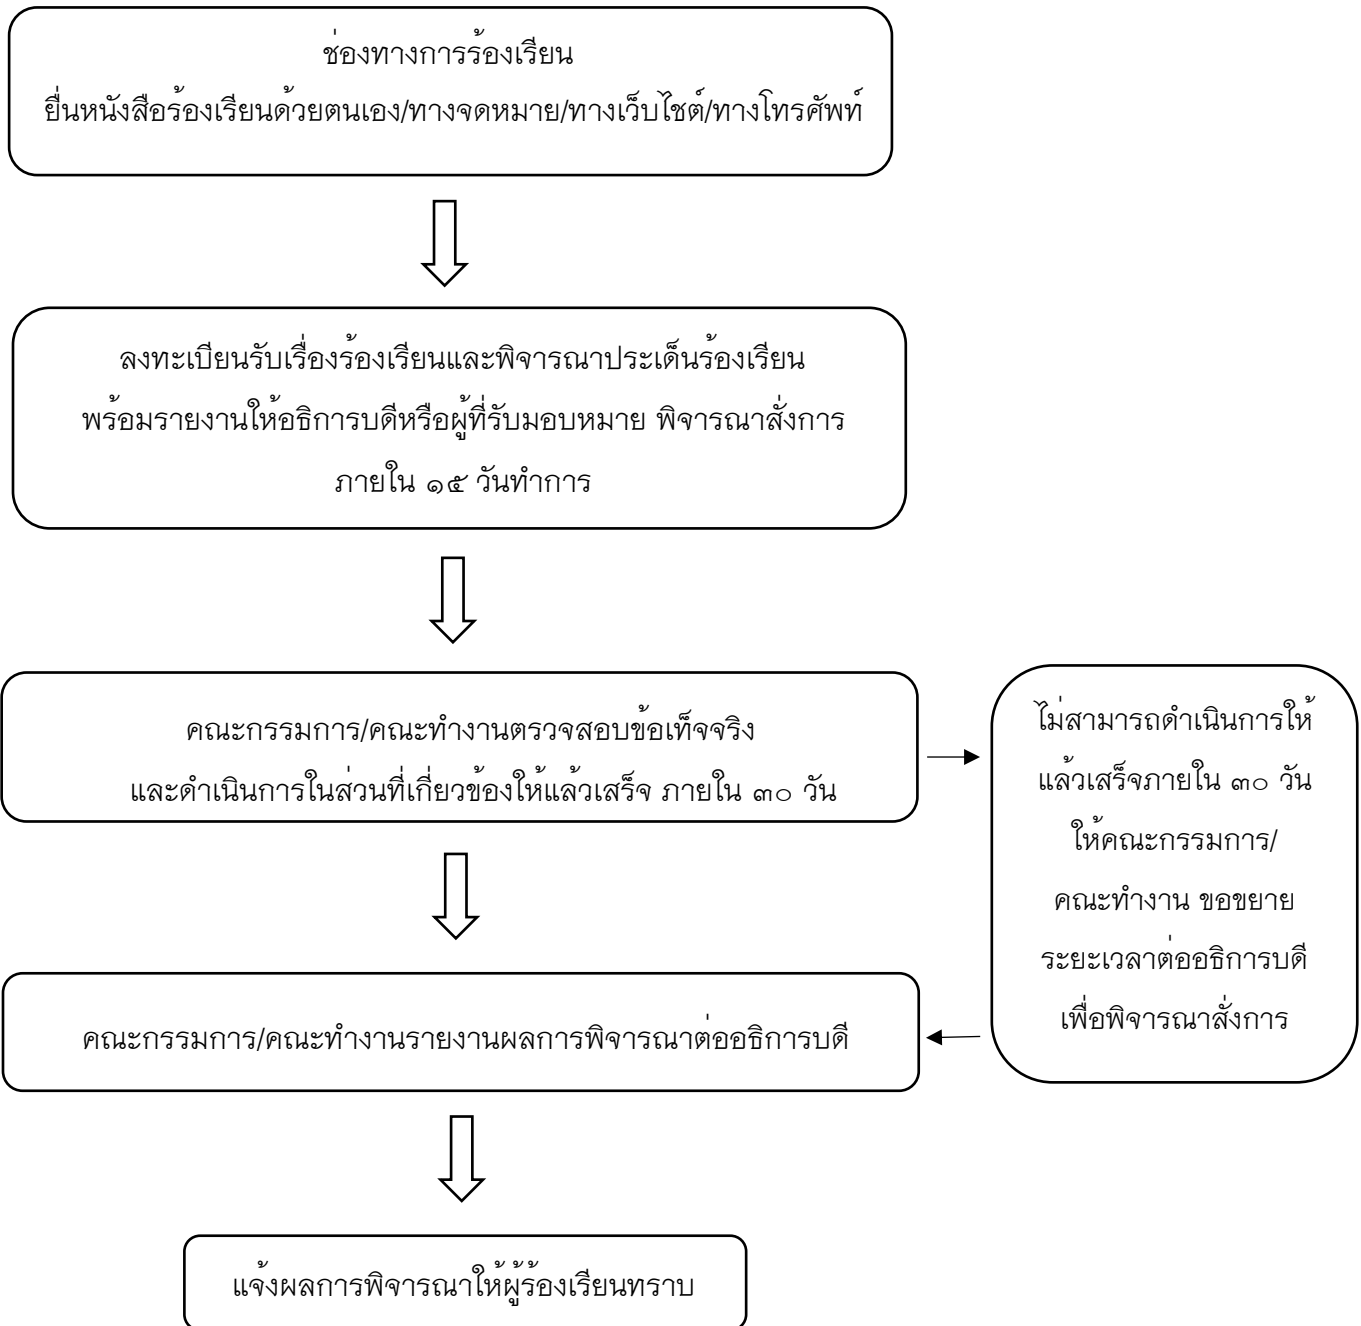 ช่องทางการร้องเรียน
ยื่นหนังสือร้องเรียนด้วยตนเอง/ทางจดหมาย/ทางเว็บไซต์/ทางโทรศัพท์
ลงทะเบียนรับเรื่องร้องเรียนและพิจารณาประเด็นร้องเรียน
พร้อมรายงานให้อธิการบดีหรือผู้ที่รับมอบหมาย พิจารณาสั่งการ
ภายใน ๑๕ วันทำการ
คณะกรรมการ/คณะทำงานตรวจสอบข้อเท็จจริง
และดำเนินการในส่วนที่เกี่ยวข้องให้แล้วเสร็จ ภายใน ๓๐ วัน
ไม่สามารถดำเนินการให้
แล้วเสร็จภายใน ๓๐ วัน
ให้คณะกรรมการ/
คณะทำงาน ขอขยาย
ระยะเวลาต่ออธิการบดี
เพื่อพิจารณาสั่งการ
คณะกรรมการ/คณะทำงานรายงานผลการพิจารณาต่ออธิการบดี
แจ้งผลการพิจารณาให้ผู้ร้องเรียนทราบ